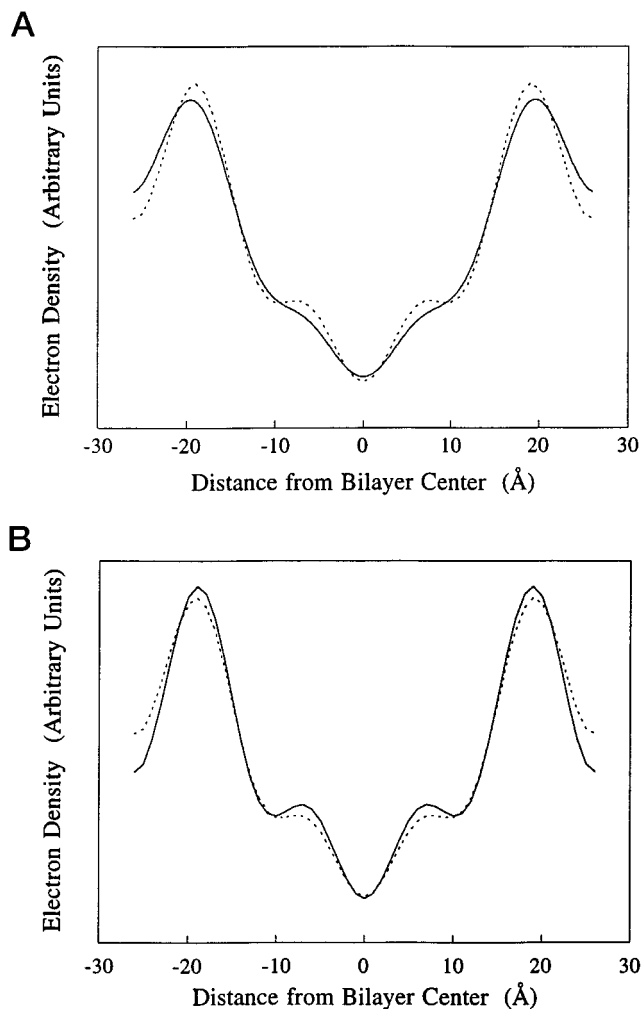 A
Electron Density (Arbitrary Units)
-30 -20 -10 0 10 20 30
Distance from Bilayer Center (Å)
B
Electron Density (Arbitrary Units)
-30 -20 -10 0 10 20 30
Distance from Bilayer Center (Å)